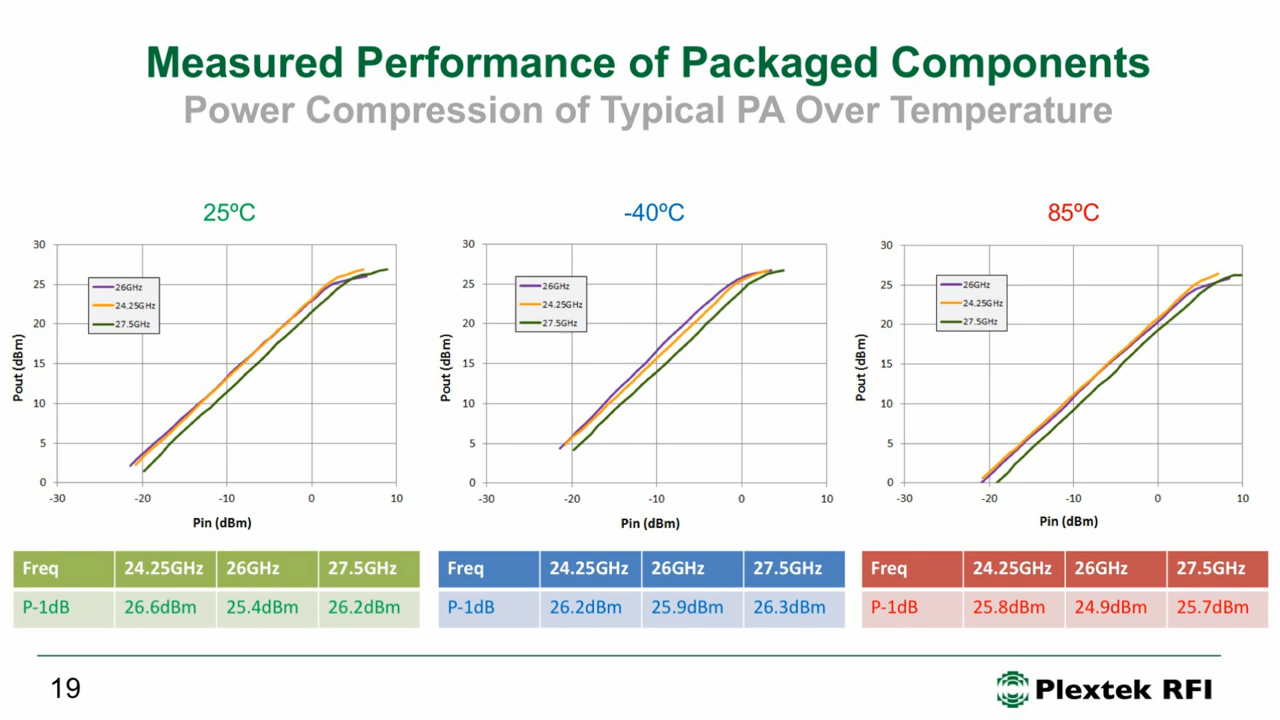 Measured Performance of Packaged Components
Power Compression of Typical PA Over Temperature
25ºC
30
25
20
15
10
5
0
-30 -20 -10 0 10
Pout (dBm)
Pin (dBm)
26GHz
24.25GHz
27.5GHz
Freq 24.25GHz 26GHz 27.5GHz
P-1dB 26.6dBm 25.4dBm 26.2dBm
-40ºC
30
25
20
15
10
5
0
-30 -20 -10 0 10
Pout (dBm)
Pin (dBm)
26GHz
24.25GHz
27.5GHz
Freq 24.25GHz 26GHz 27.5GHz
P-1dB 26.2dBm 25.9dBm 26.3dBm
85ºC
30
25
20
15
10
5
0
-30 -20 -10 0 10
Pout (dBm)
Pin (dBm)
26GHz
24.25GHz
27.5GHz
Freq 24.25GHz 26GHz 27.5GHz
P-1dB 25.8dBm 24.9dBm 25.7dBm
19
Plextek RFI